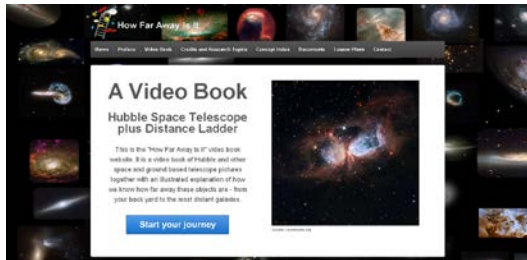 How Far Away Is It
Home Preface Video Book Credits and Research Topics Concept Index Documents Lesson Plans Contact
A Video Book
Hubble Space Telescope
plus Distance Ladder
This is the "How Far Away Is It" video book
website. It is a video book of Hubble and other
space and ground based telescope pictures
together with an illustrated explanation of how
we know how far away these objects are - from
your back yard to the most distant galaxies.
Start your journey